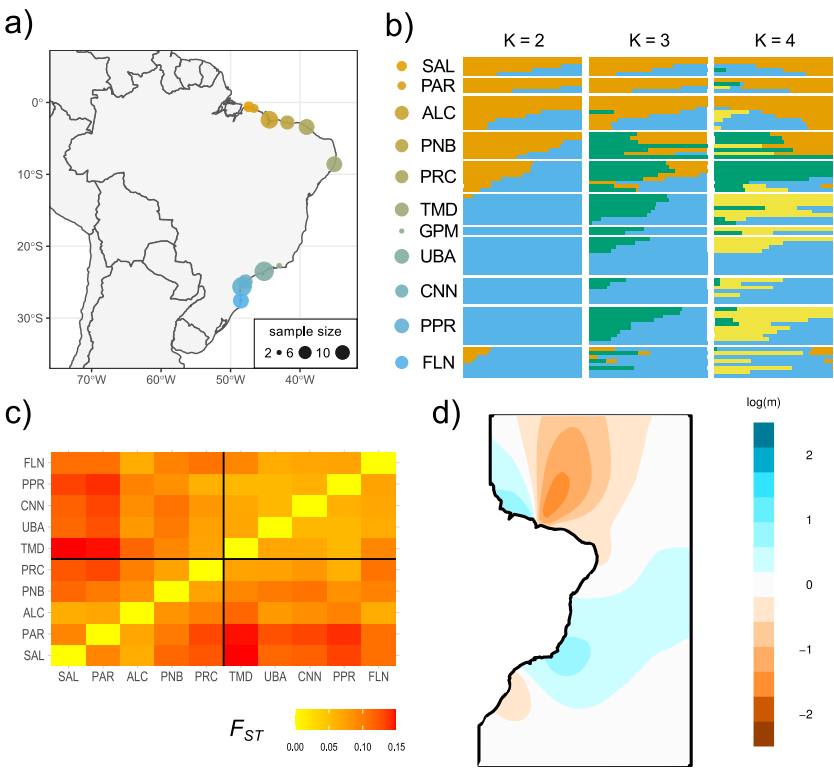 a)
0°
10°S
20°S
30°S
70°W 60°W 50°W 40°W
sample size
2 6 10
b)
K = 2 K = 3 K = 4
SAL
PAR
ALC
PNB
PRC
TMD
GPM
UBA
CNN
PPR
FLN
c)
FLN
PPR
CNN
UBA
TMD
PRC
PNB
ALC
PAR
SAL
SAL PAR ALC PNB PRC TMD UBA CNN PPR FLN
FST
0.00 0.05 0.10 0.15
d)
log(m)
2
1
0
−1
−2